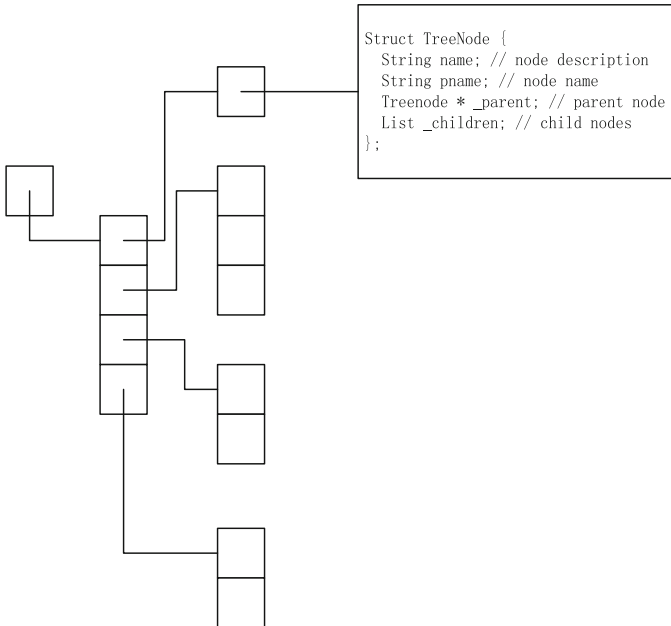 Struct TreeNode {
String name; // node description
String pname; // node name
Treenode * _parent; // parent node
List _children; // child nodes
};